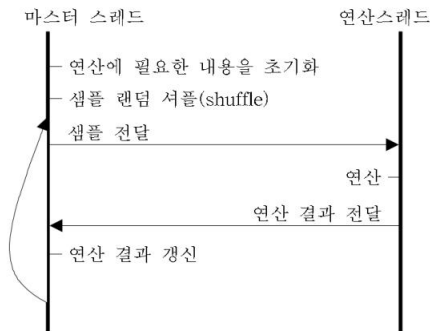 마스터 스레드
연산스레드
연산에 필요한 내용을 초기화
샘플 랜덤 셔플(shuffle)
샘플 전달
연산
연산 결과 전달
연산 결과 갱신